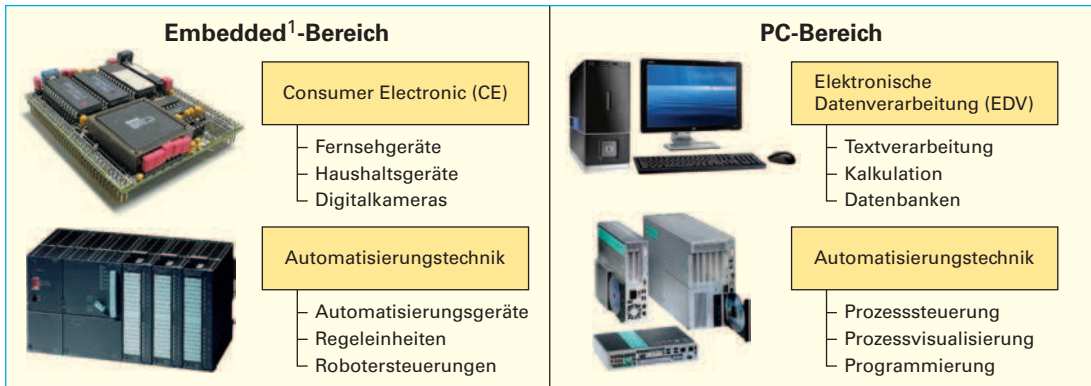 Embedded¹-Bereich
Consumer Electronic (CE)
Fernsehgeräte
Haushaltsgeräte
Digitalkameras
Automatisierungstechnik
Automatisierungsgeräte
Regeleinheiten
Robotersteuerungen
PC-Bereich
Elektronische
Datenverarbeitung (EDV)
Textverarbeitung
Kalkulation
Datenbanken
Automatisierungstechnik
Prozesssteuerung
Prozessvisualisierung
Programmierung